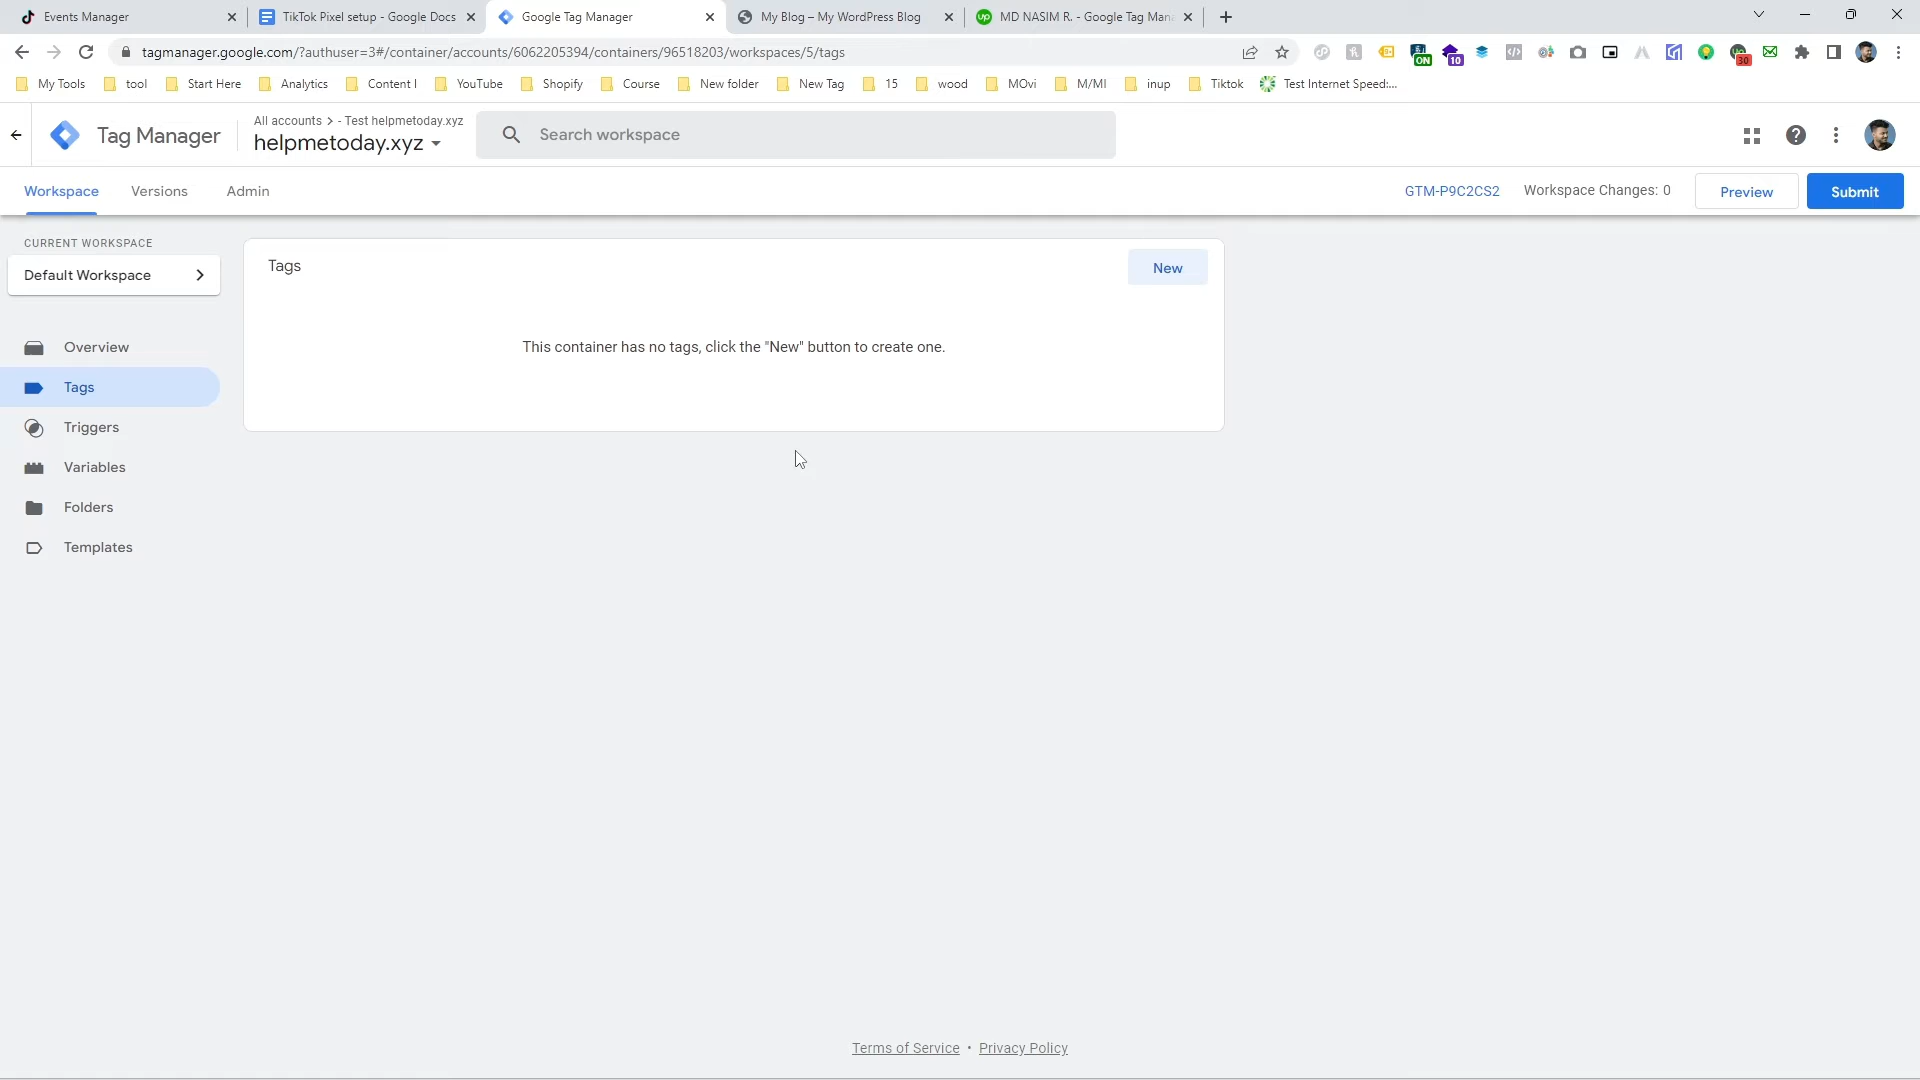 Events Manager
TikTok Pixel setup - Google Docs
Google Tag Manager
My Blog – My WordPress Blog
up
MD NASIM R. - Google Tag Man
tagmanager.google.com/?authuser=3#/container/accounts/6062205394/containers/96518203/workspaces/5/tags
ON
10
30
My Tools
tool
Start Here
Analytics
Content I
YouTube
Shopify
Course
New folder
New Tag
15
wood
MOvi
M/MI
inup
Tiktok
Test Internet Speed:...
Tag Manager
All accounts > - Test helpmetoday.xyz
helpmetoday.xyz
Search workspace
Workspace
Versions
Admin
GTM-P9C2CS2
Workspace Changes: 0
Preview
Submit
CURRENT WORKSPACE
Default Workspace
Tags
New
This container has no tags, click the "New" button to create one.
Overview
Tags
Triggers
Variables
Folders
Templates
Terms of Service • Privacy Policy